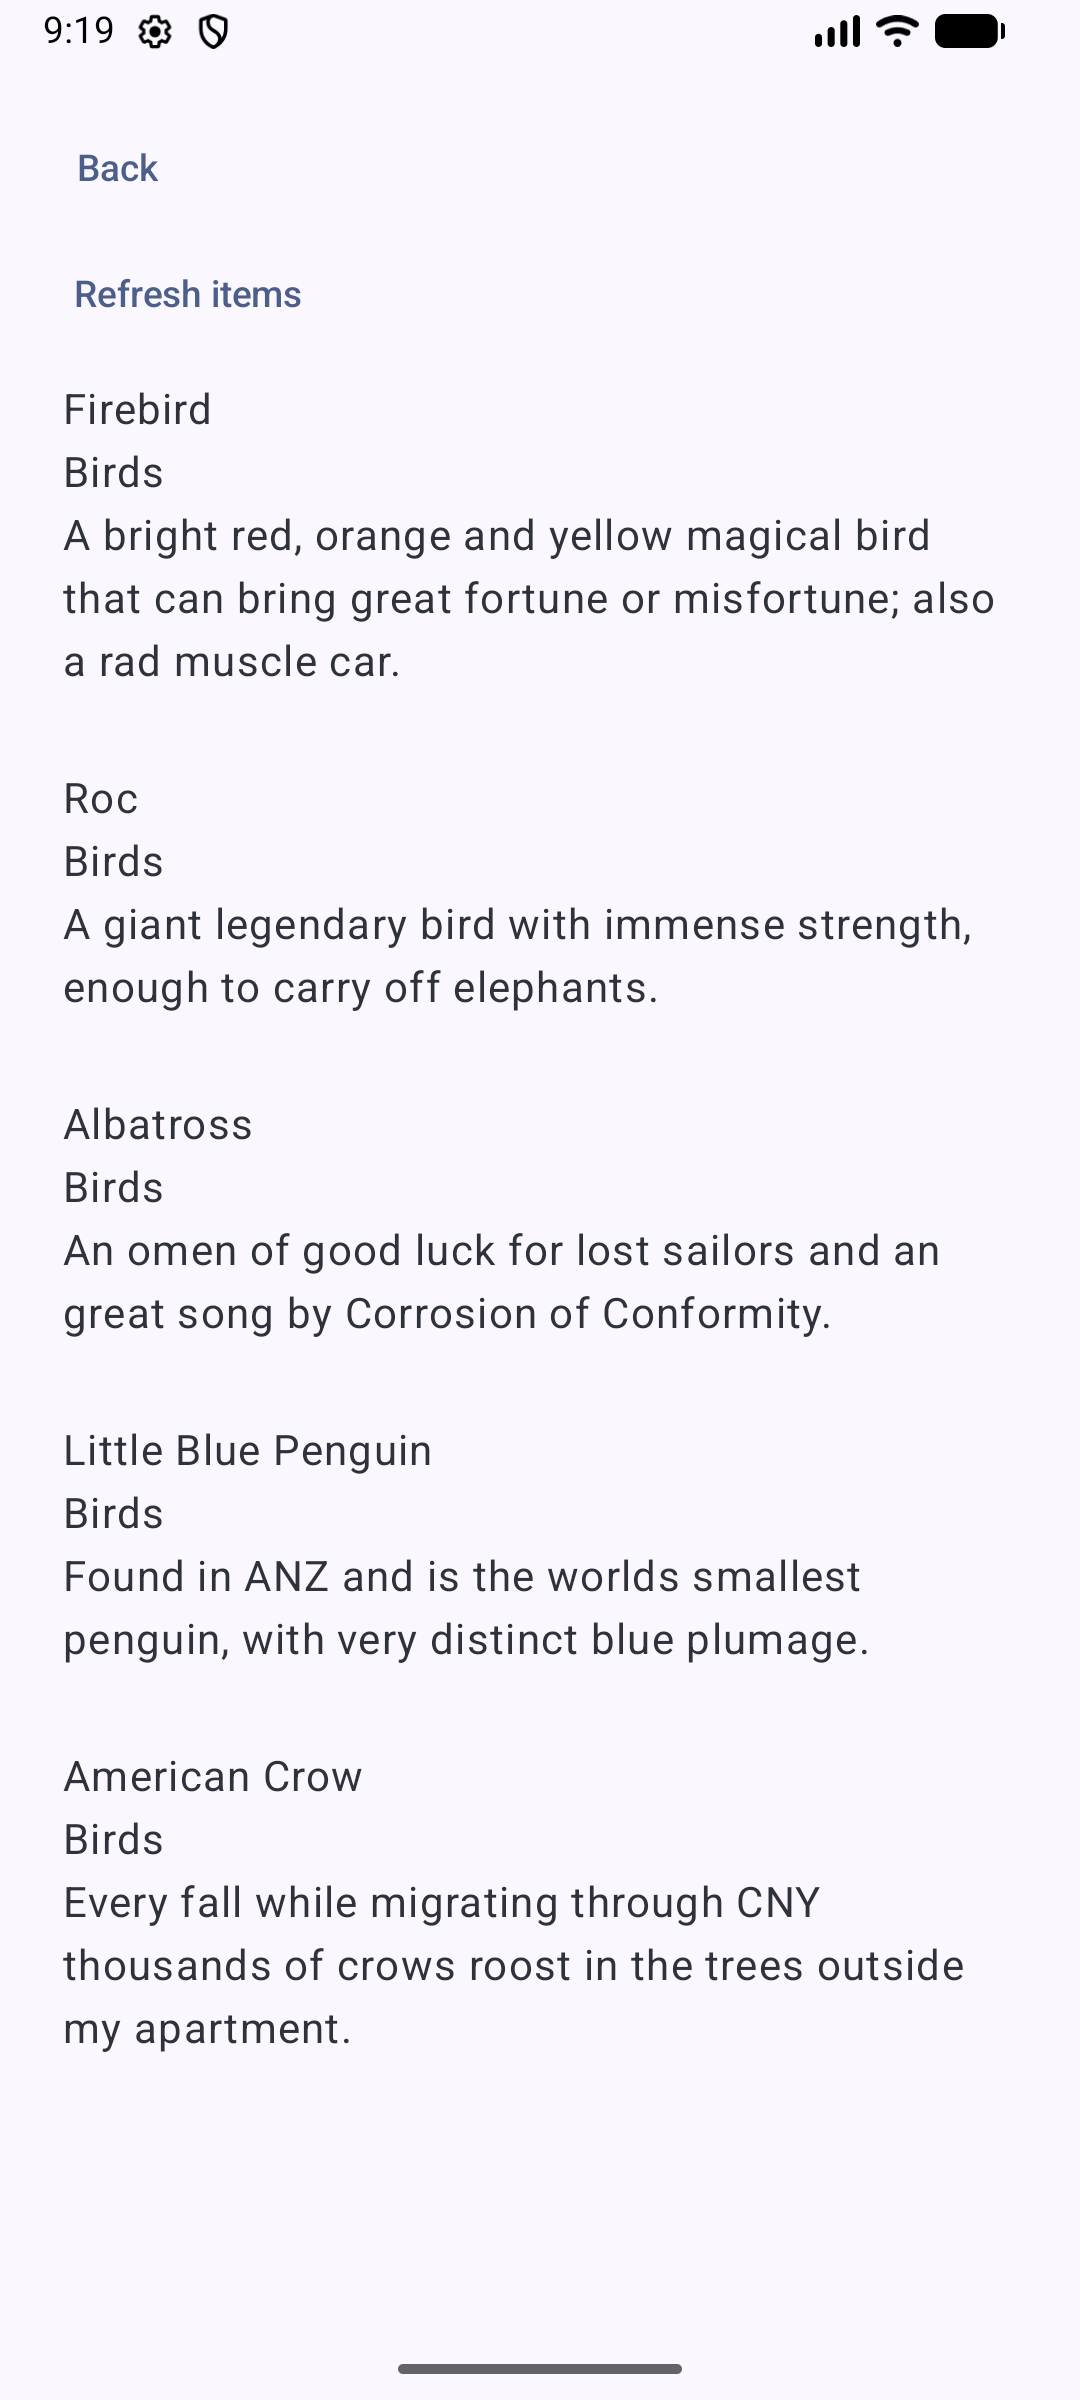 9:19
Back
Refresh items
Firebird
Birds
A bright red, orange and yellow magical bird
that can bring great fortune or misfortune; also
a rad muscle car.
Roc
Birds
A giant legendary bird with immense strength,
enough to carry off elephants.
Albatross
Birds
An omen of good luck for lost sailors and an
great song by Corrosion of Conformity.
Little Blue Penguin
Birds
Found in ANZ and is the worlds smallest
penguin, with very distinct blue plumage.
American Crow
Birds
Every fall while migrating through CNY
thousands of crows roost in the trees outside
my apartment.